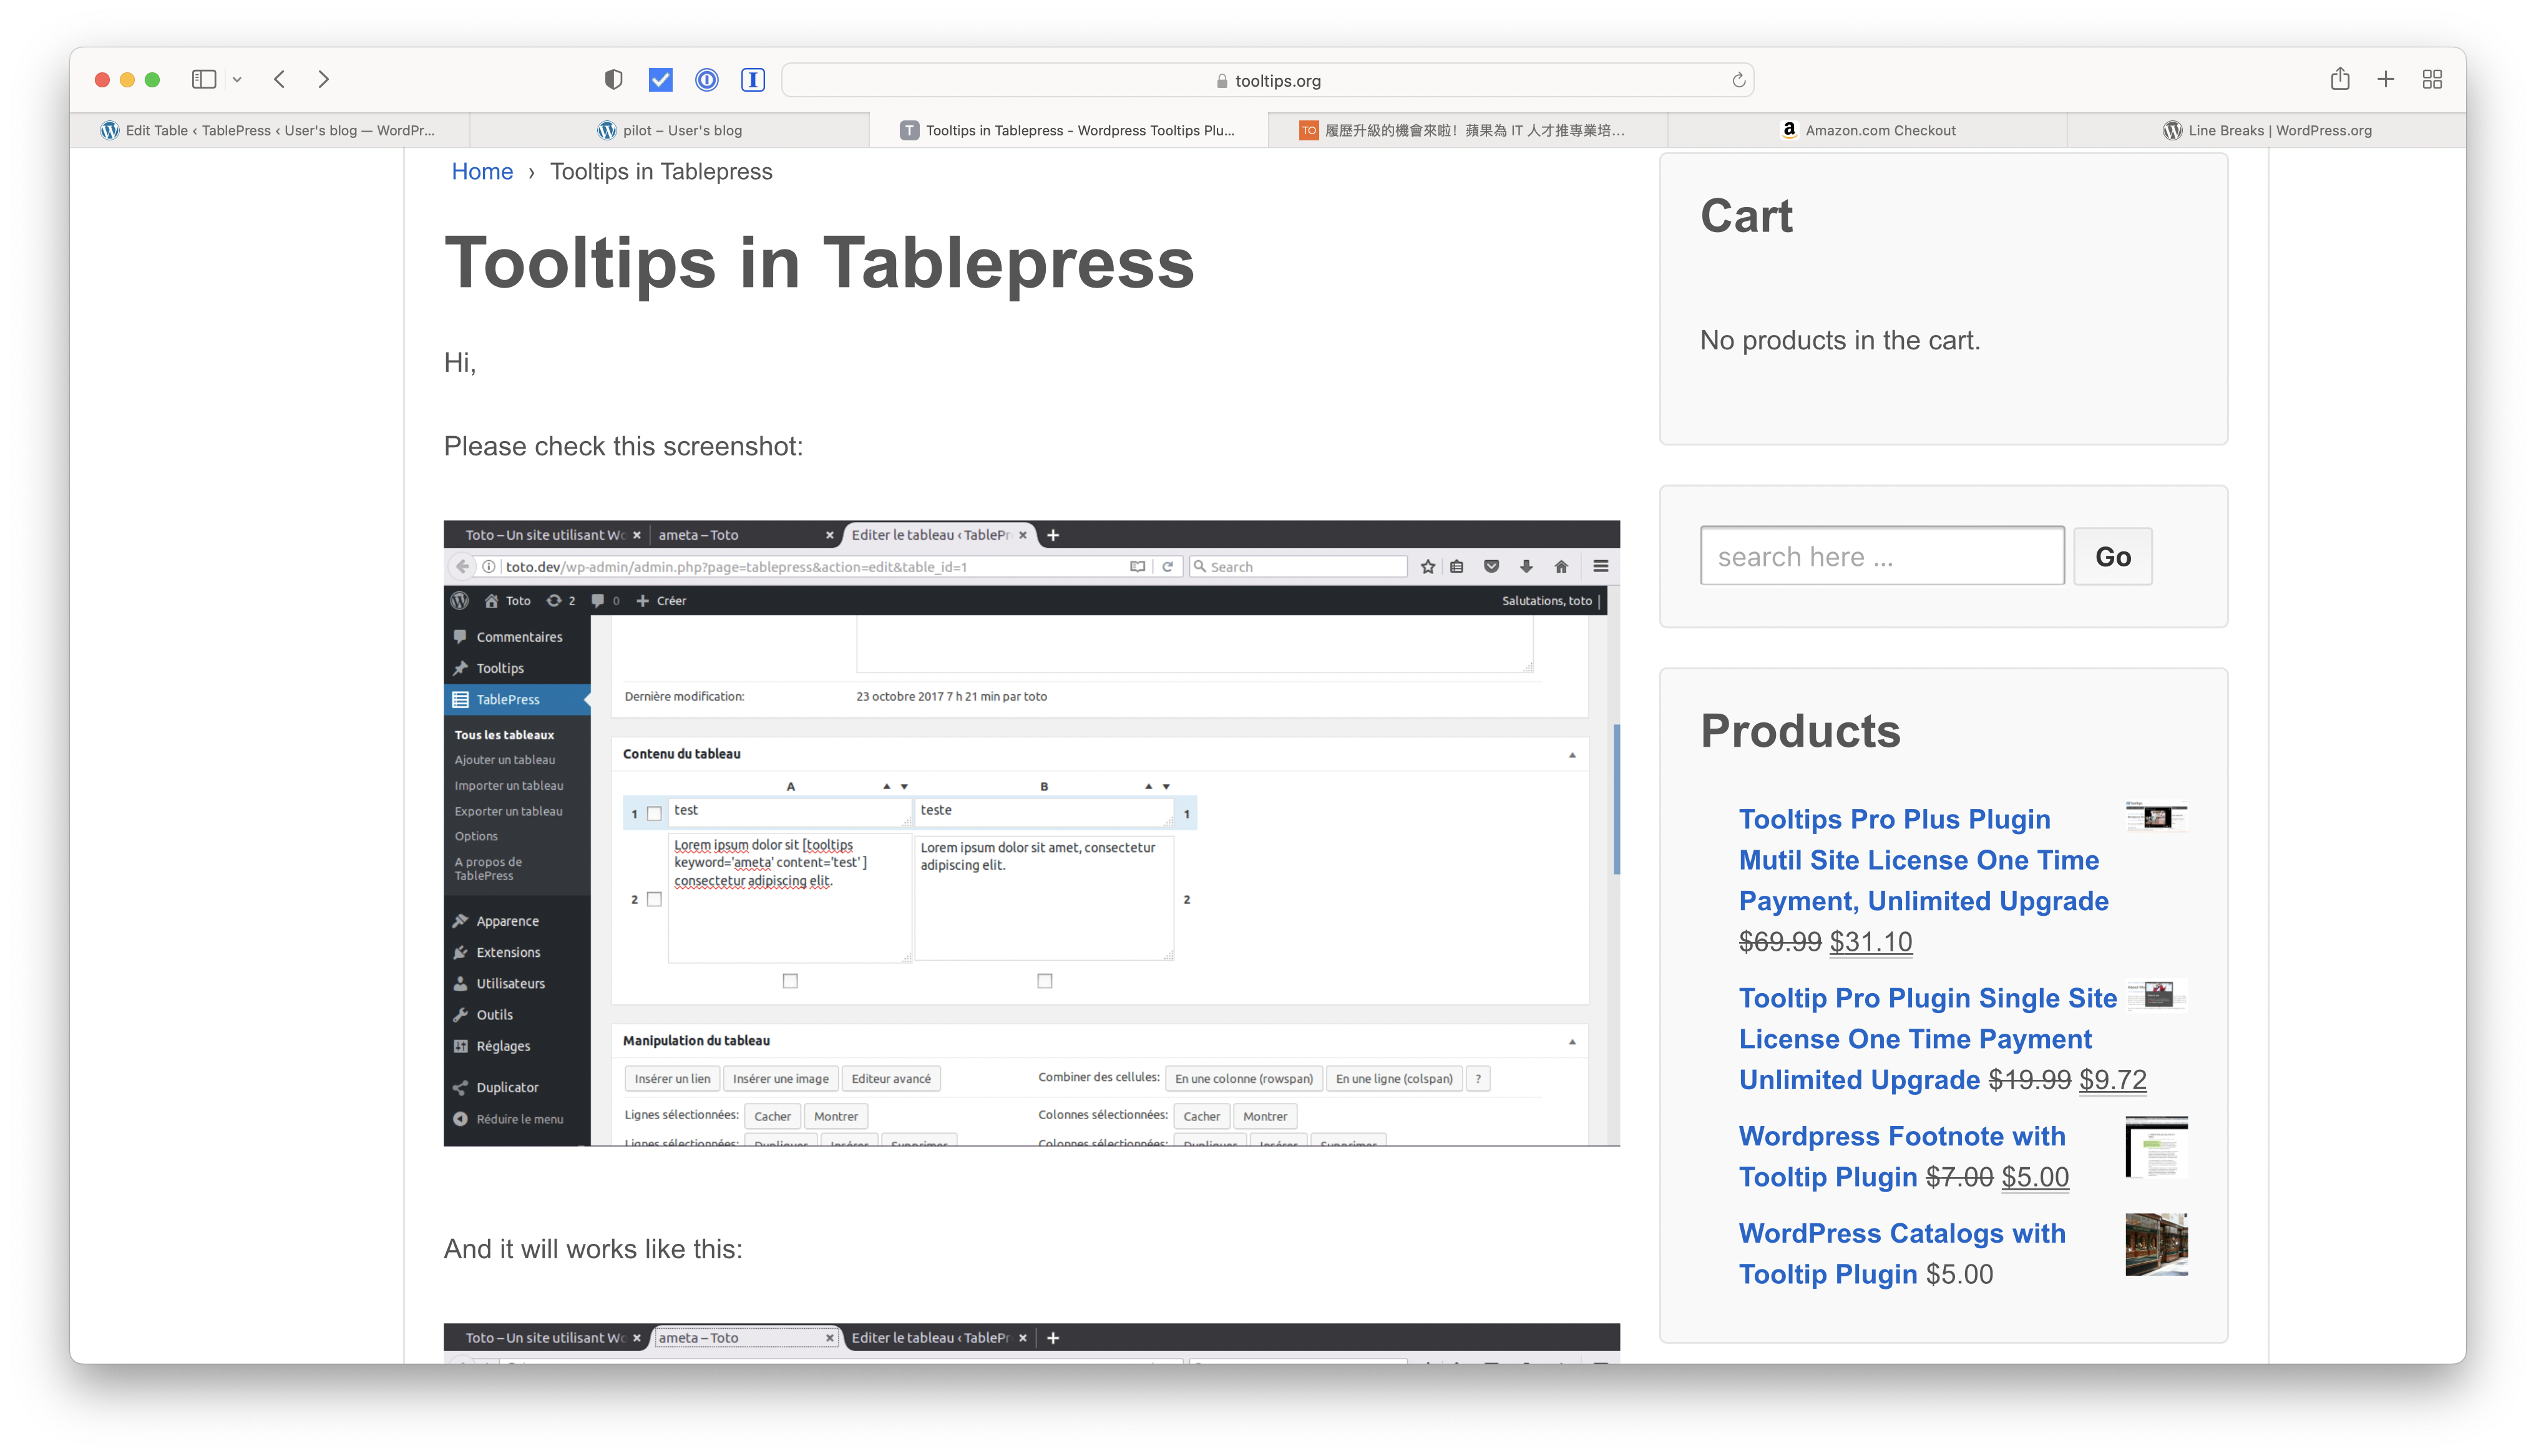 tooltips.org
Edit Table ‹ TablePress ‹ User's blog — WordPr...
pilot – User's blog
T
Tooltips in Tablepress - Wordpress Tooltips Plu...
TO
履歷升級的機會來啦！蘋果為 IT 人才推專業培...
Amazon.com Checkout
Line Breaks | WordPress.org
Home › Tooltips in Tablepress
Tooltips in Tablepress
Hi,
Please check this screenshot:
Toto – Un site utilisant Wo
ameta – Toto
Editer le tableau ‹ TablePr
toto.dev/wp-admin/admin.php?page=tablepress&action=edit&table_id=1
Search
Toto
2
0
Créer
Salutations, toto
Commentaires
Tooltips
TablePress
Tous les tableaux
Ajouter un tableau
Importer un tableau
Exporter un tableau
Options
A propos de
TablePress
Apparence
Extensions
Utilisateurs
Outils
Réglages
Duplicator
Réduire le menu
Dernière modification:
23 octobre 2017 7 h 21 min par toto
Contenu du tableau
A
B
1
test
teste
1
2
Lorem ipsum dolor sit [tooltips
keyword='ameta' content='test' ]
consectetur adipiscing elit.
Lorem ipsum dolor sit amet, consectetur
adipiscing elit.
2
Manipulation du tableau
Insérer un lien
Insérer une image
Editeur avancé
Combiner des cellules:
En une colonne (rowspan)
En une ligne (colspan)
?
Lignes sélectionnées:
Cacher
Montrer
Colonnes sélectionnées:
Cacher
Montrer
Lignes sélectionnées:
Dupliquer
Insérer
Supprimer
Colonnes sélectionnées:
Dupliquer
Insérer
Supprimer
And it will works like this:
Toto – Un site utilisant Wo
ameta – Toto
Editer le tableau ‹ TablePr
Cart
No products in the cart.
search here ...
Go
Products
Tooltips Pro Plus Plugin
Mutil Site License One Time
Payment, Unlimited Upgrade
$69.99 $31.10
Tooltip Pro Plugin Single Site
License One Time Payment
Unlimited Upgrade $19.99 $9.72
Wordpress Footnote with
Tooltip Plugin $7.00 $5.00
WordPress Catalogs with
Tooltip Plugin $5.00